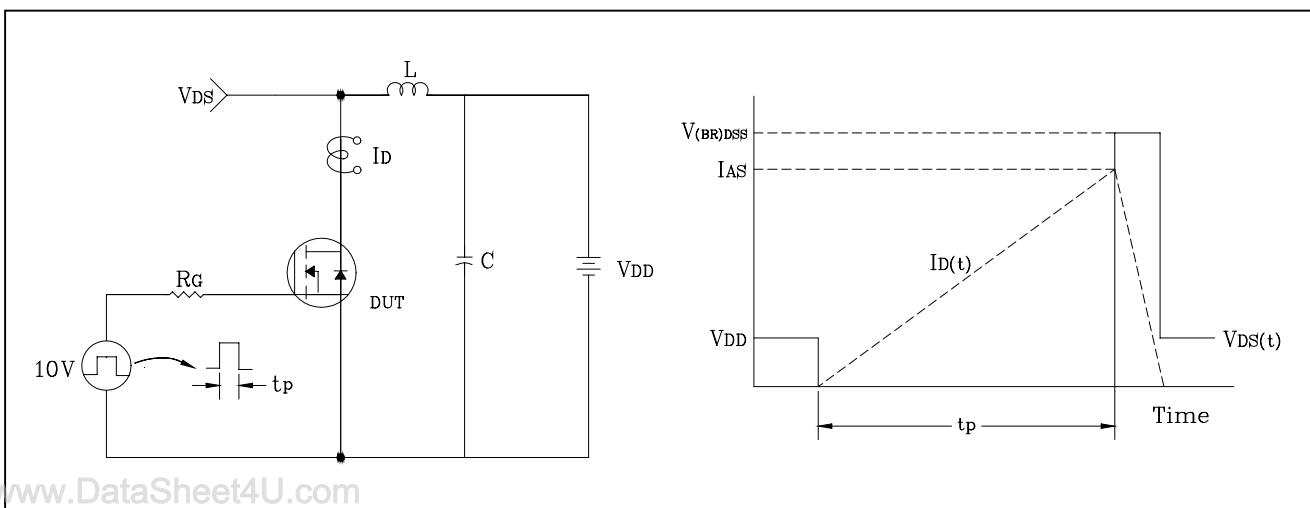 L
VDS
ID
RG
DUT
C
VDD
10V
tp
V(BR)DSS
IAS
ID(t)
VDD
VDS(t)
tp
Time
www.DataSheet4U.com